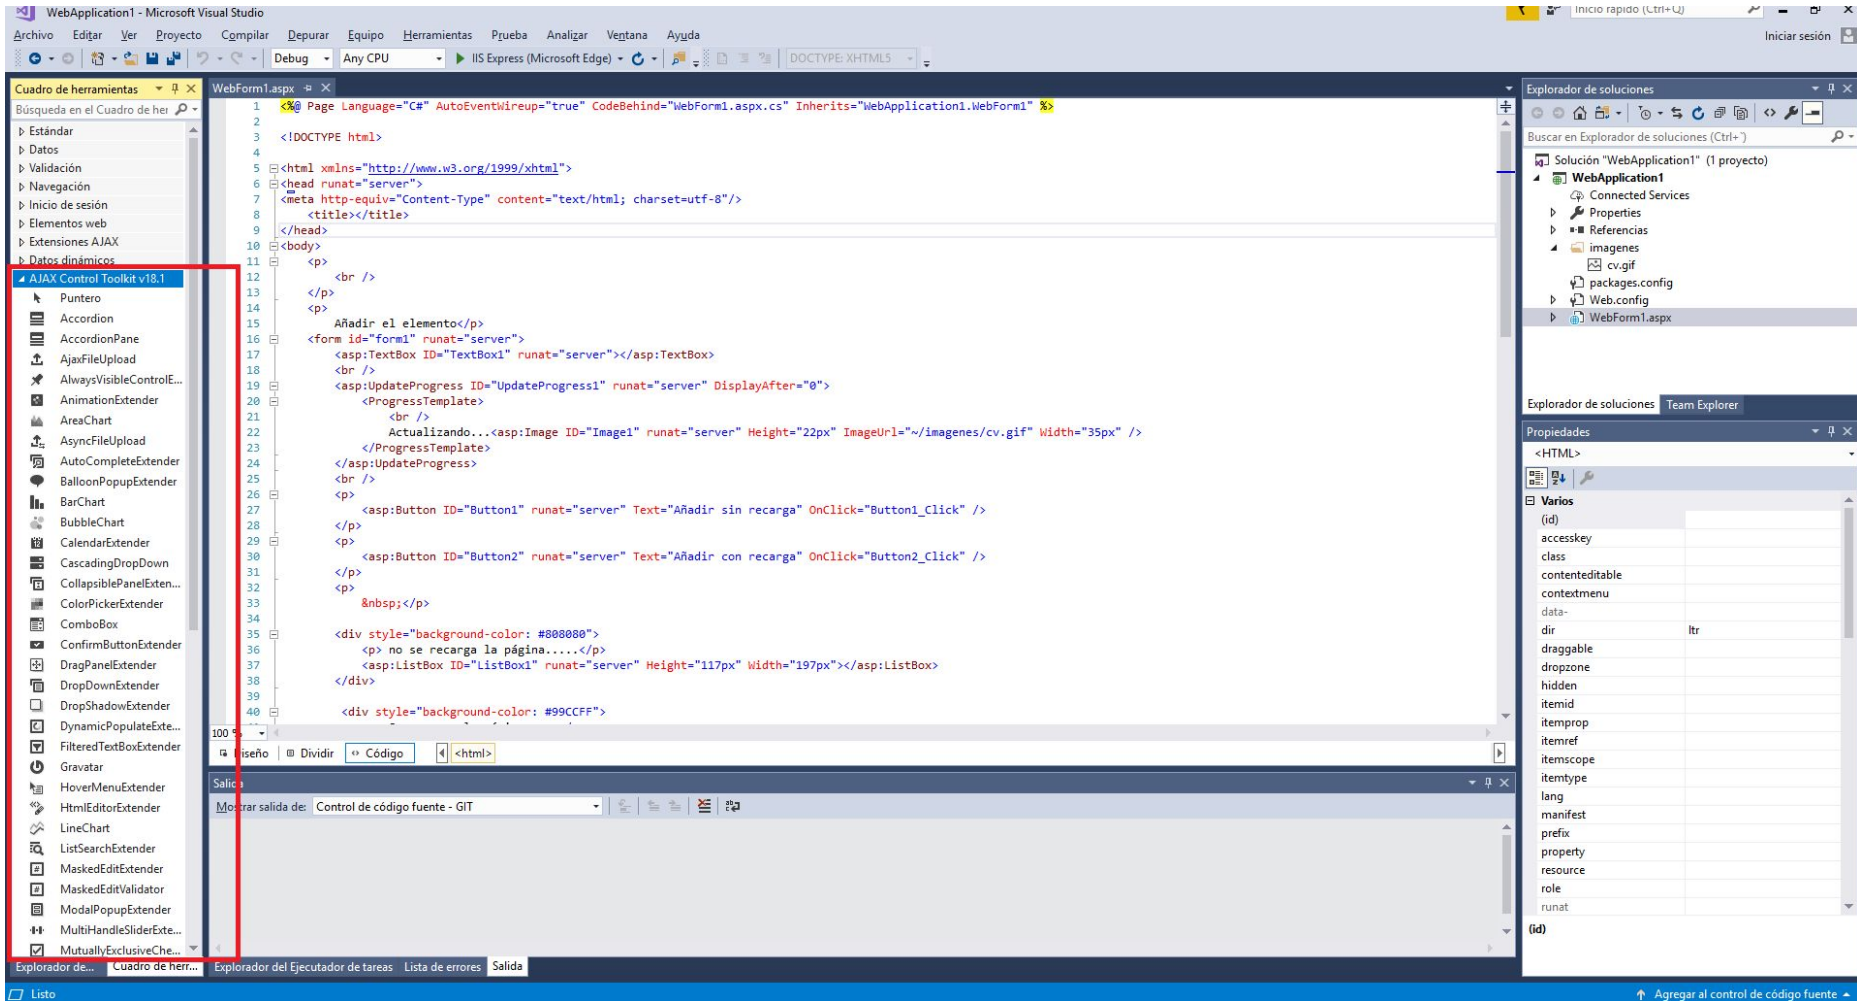 WebApplication1 - Microsoft Visual Studio
Inicio rápido (Ctrl+Q)
Archivo Editar Ver Proyecto Compilar Depurar Equipo Herramientas Prueba Analizar Ventana Ayuda
Iniciar sesión
Debug Any CPU IIS Express (Microsoft Edge) DOCTYPE: XHTML5
Cuadro de herramientas
Búsqueda en el Cuadro de her
Estándar
Datos
Validación
Navegación
Inicio de sesión
Elementos web
Extensiones AJAX
Datos dinámicos
AJAX Control Toolkit v18.1
Puntero
Accordion
AccordionPane
AjaxFileUpload
AlwaysVisibleControlE...
AnimationExtender
AreaChart
AsyncFileUpload
AutoCompleteExtender
BalloonPopupExtender
BarChart
BubbleChart
CalendarExtender
CascadingDropDown
CollapsiblePanelExten...
ColorPickerExtender
ComboBox
ConfirmButtonExtender
DragPanelExtender
DropDownExtender
DropShadowExtender
DynamicPopulateExte...
FilteredTextBoxExtender
Gravatar
HoverMenuExtender
HtmlEditorExtender
LineChart
ListSearchExtender
MaskedEditExtender
MaskedEditValidator
ModalPopupExtender
MultiHandleSliderExte...
MutuallyExclusiveChe...
Explorador de... Cuadro de herr...
WebForm1.aspx
1 <%@ Page Language="C#" AutoEventWireup="true" CodeBehind="WebForm1.aspx.cs" Inherits="WebApplication1.WebForm1" %>
2
3 <!DOCTYPE html>
4
5 <html xmlns="http://www.w3.org/1999/xhtml">
6 <head runat="server">
7 <meta http-equiv="Content-Type" content="text/html; charset=utf-8"/>
8 <title></title>
9 </head>
10 <body>
11 <p>
12 <br />
13 </p>
14 <p>
15 Añadir el elemento</p>
16 <form id="form1" runat="server">
17 <asp:TextBox ID="TextBox1" runat="server"></asp:TextBox>
18 <br />
19 <asp:UpdateProgress ID="UpdateProgress1" runat="server" DisplayAfter="0">
20 <ProgressTemplate>
21 <br />
22 Actualizando...<asp:Image ID="Image1" runat="server" Height="22px" ImageUrl="~/imagenes/cv.gif" Width="35px" />
23 </ProgressTemplate>
24 </asp:UpdateProgress>
25 <br />
26 <p>
27 <asp:Button ID="Button1" runat="server" Text="Añadir sin recarga" OnClick="Button1_Click" />
28 </p>
29 <p>
30 <asp:Button ID="Button2" runat="server" Text="Añadir con recarga" OnClick="Button2_Click" />
31 </p>
32 <p>
33 &nbsp;</p>
34
35 <div style="background-color: #808080">
36 <p> no se recarga la página.....</p>
37 <asp:ListBox ID="ListBox1" runat="server" Height="117px" Width="197px"></asp:ListBox>
38 </div>
39
40 <div style="background-color: #99CCFF">
100 %
Diseño Dividir Código <html>
Salida
Mostrar salida de: Control de código fuente - GIT
Explorador del Ejecutador de tareas Lista de errores Salida
Explorador de soluciones
Buscar en Explorador de soluciones (Ctrl+¨)
Solución "WebApplication1" (1 proyecto)
WebApplication1
Connected Services
Properties
Referencias
imagenes
cv.gif
packages.config
Web.config
WebForm1.aspx
Explorador de soluciones Team Explorer
Propiedades
<HTML>
Varios
(id)
accesskey
class
contenteditable
contextmenu
data-
dir ltr
draggable
dropzone
hidden
itemid
itemprop
itemref
itemscope
itemtype
lang
manifest
prefix
property
resource
role
runat
(id)
Listo
Agregar al control de código fuente